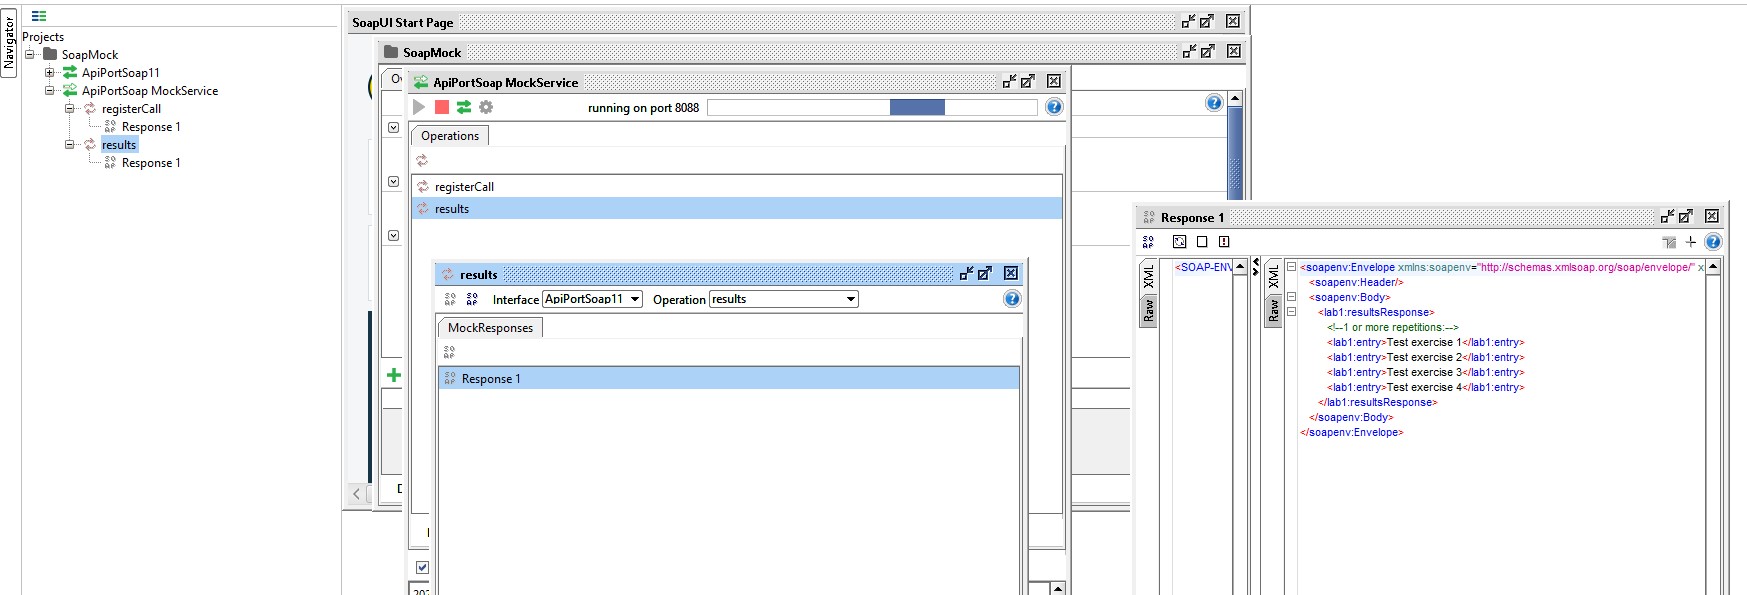 Navigator
Projects
SoapMock
ApiPortSoap11
ApiPortSoap MockService
registerCall
Response 1
results
Response 1
SoapUI Start Page
SoapMock
ApiPortSoap MockService
running on port 8088
Operations
registerCall
results
results
Interface ApiPortSoap11 Operation results
MockResponses
Response 1
Response 1
XML
Raw
<SOAP-ENV
XML
Raw
<soapenv:Envelope xmlns:soapenv="http://schemas.xmlsoap.org/soap/envelope/" x
<soapenv:Header/>
<soapenv:Body>
<lab1:resultsResponse>
<!--1 or more repetitions:-->
<lab1:entry>Test exercise 1</lab1:entry>
<lab1:entry>Test exercise 2</lab1:entry>
<lab1:entry>Test exercise 3</lab1:entry>
<lab1:entry>Test exercise 4</lab1:entry>
</lab1:resultsResponse>
</soapenv:Body>
</soapenv:Envelope>